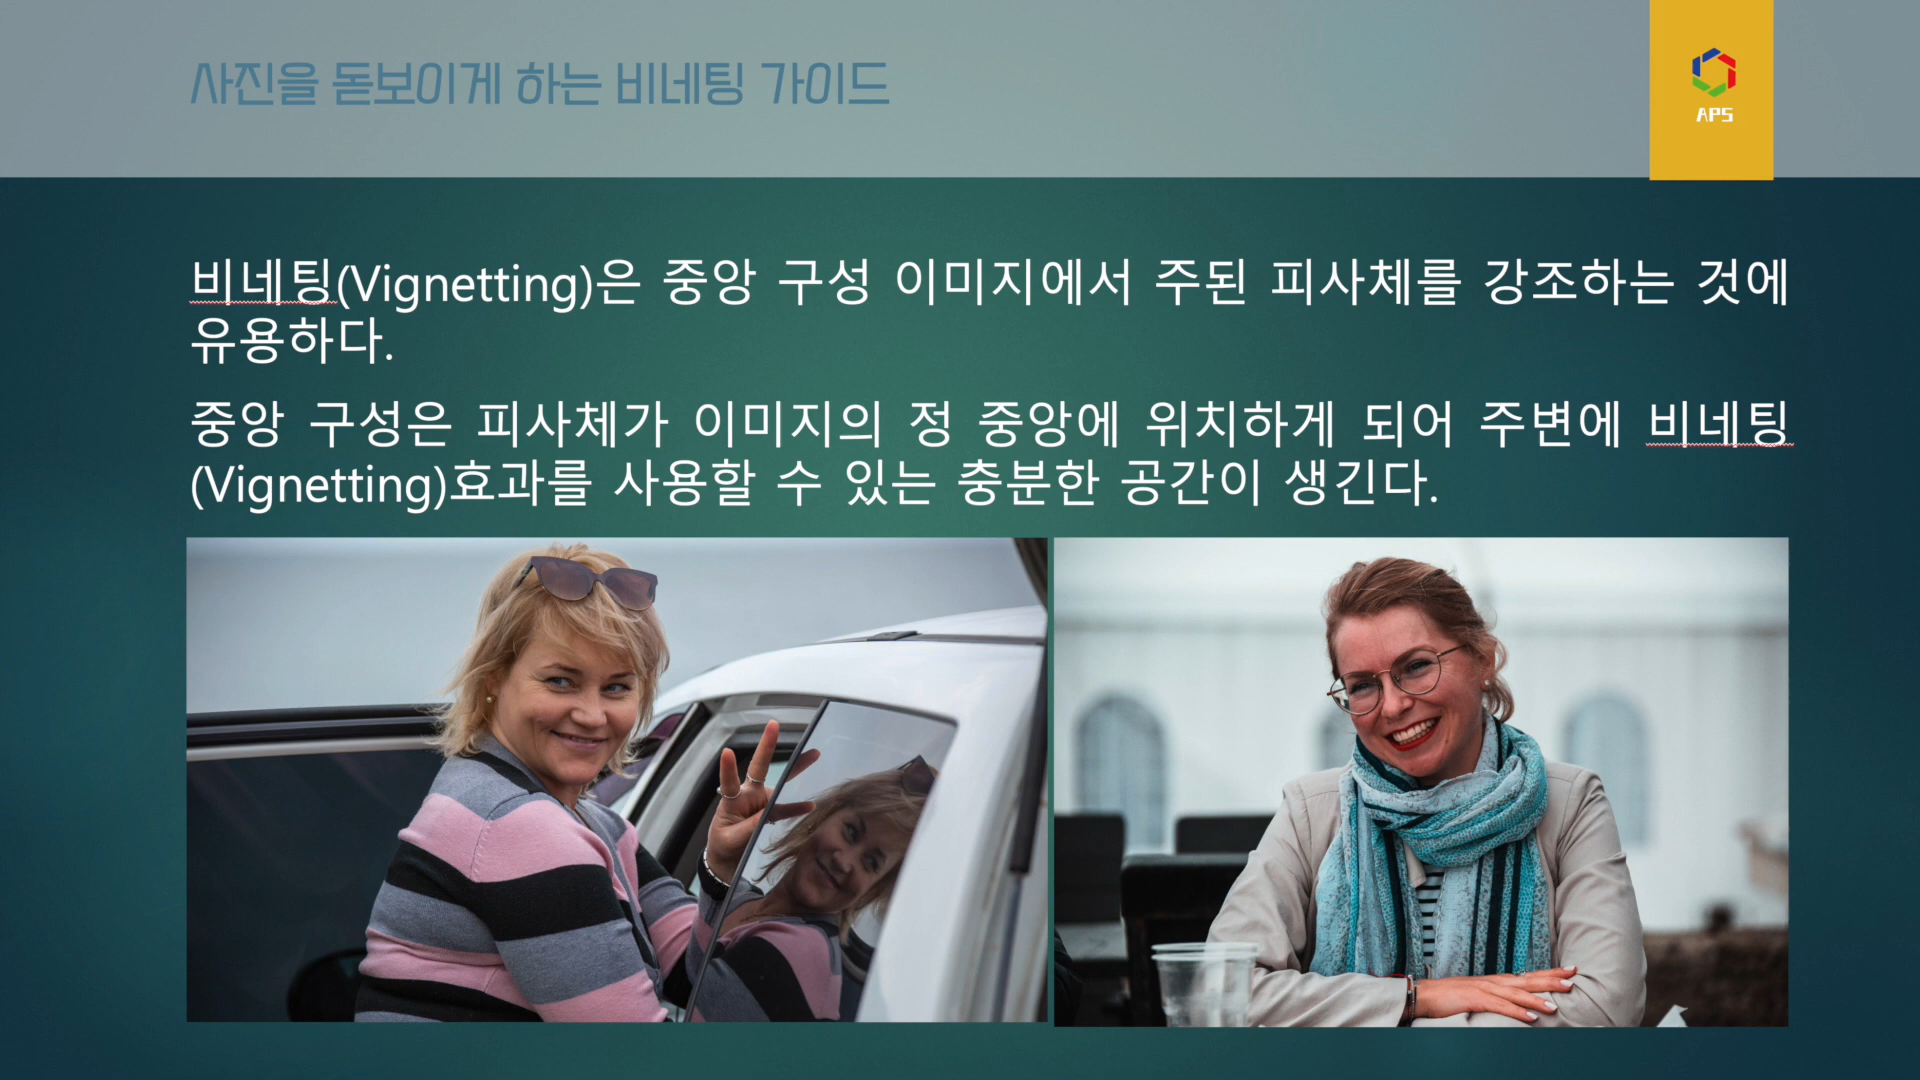 사진을 돋보이게 하는 비네팅 가이드
APS
비네팅(Vignetting)은 중앙 구성 이미지에서 주된 피사체를 강조하는 것에
유용하다.
중앙 구성은 피사체가 이미지의 정 중앙에 위치하게 되어 주변에 비네팅
(Vignetting)효과를 사용할 수 있는 충분한 공간이 생긴다.